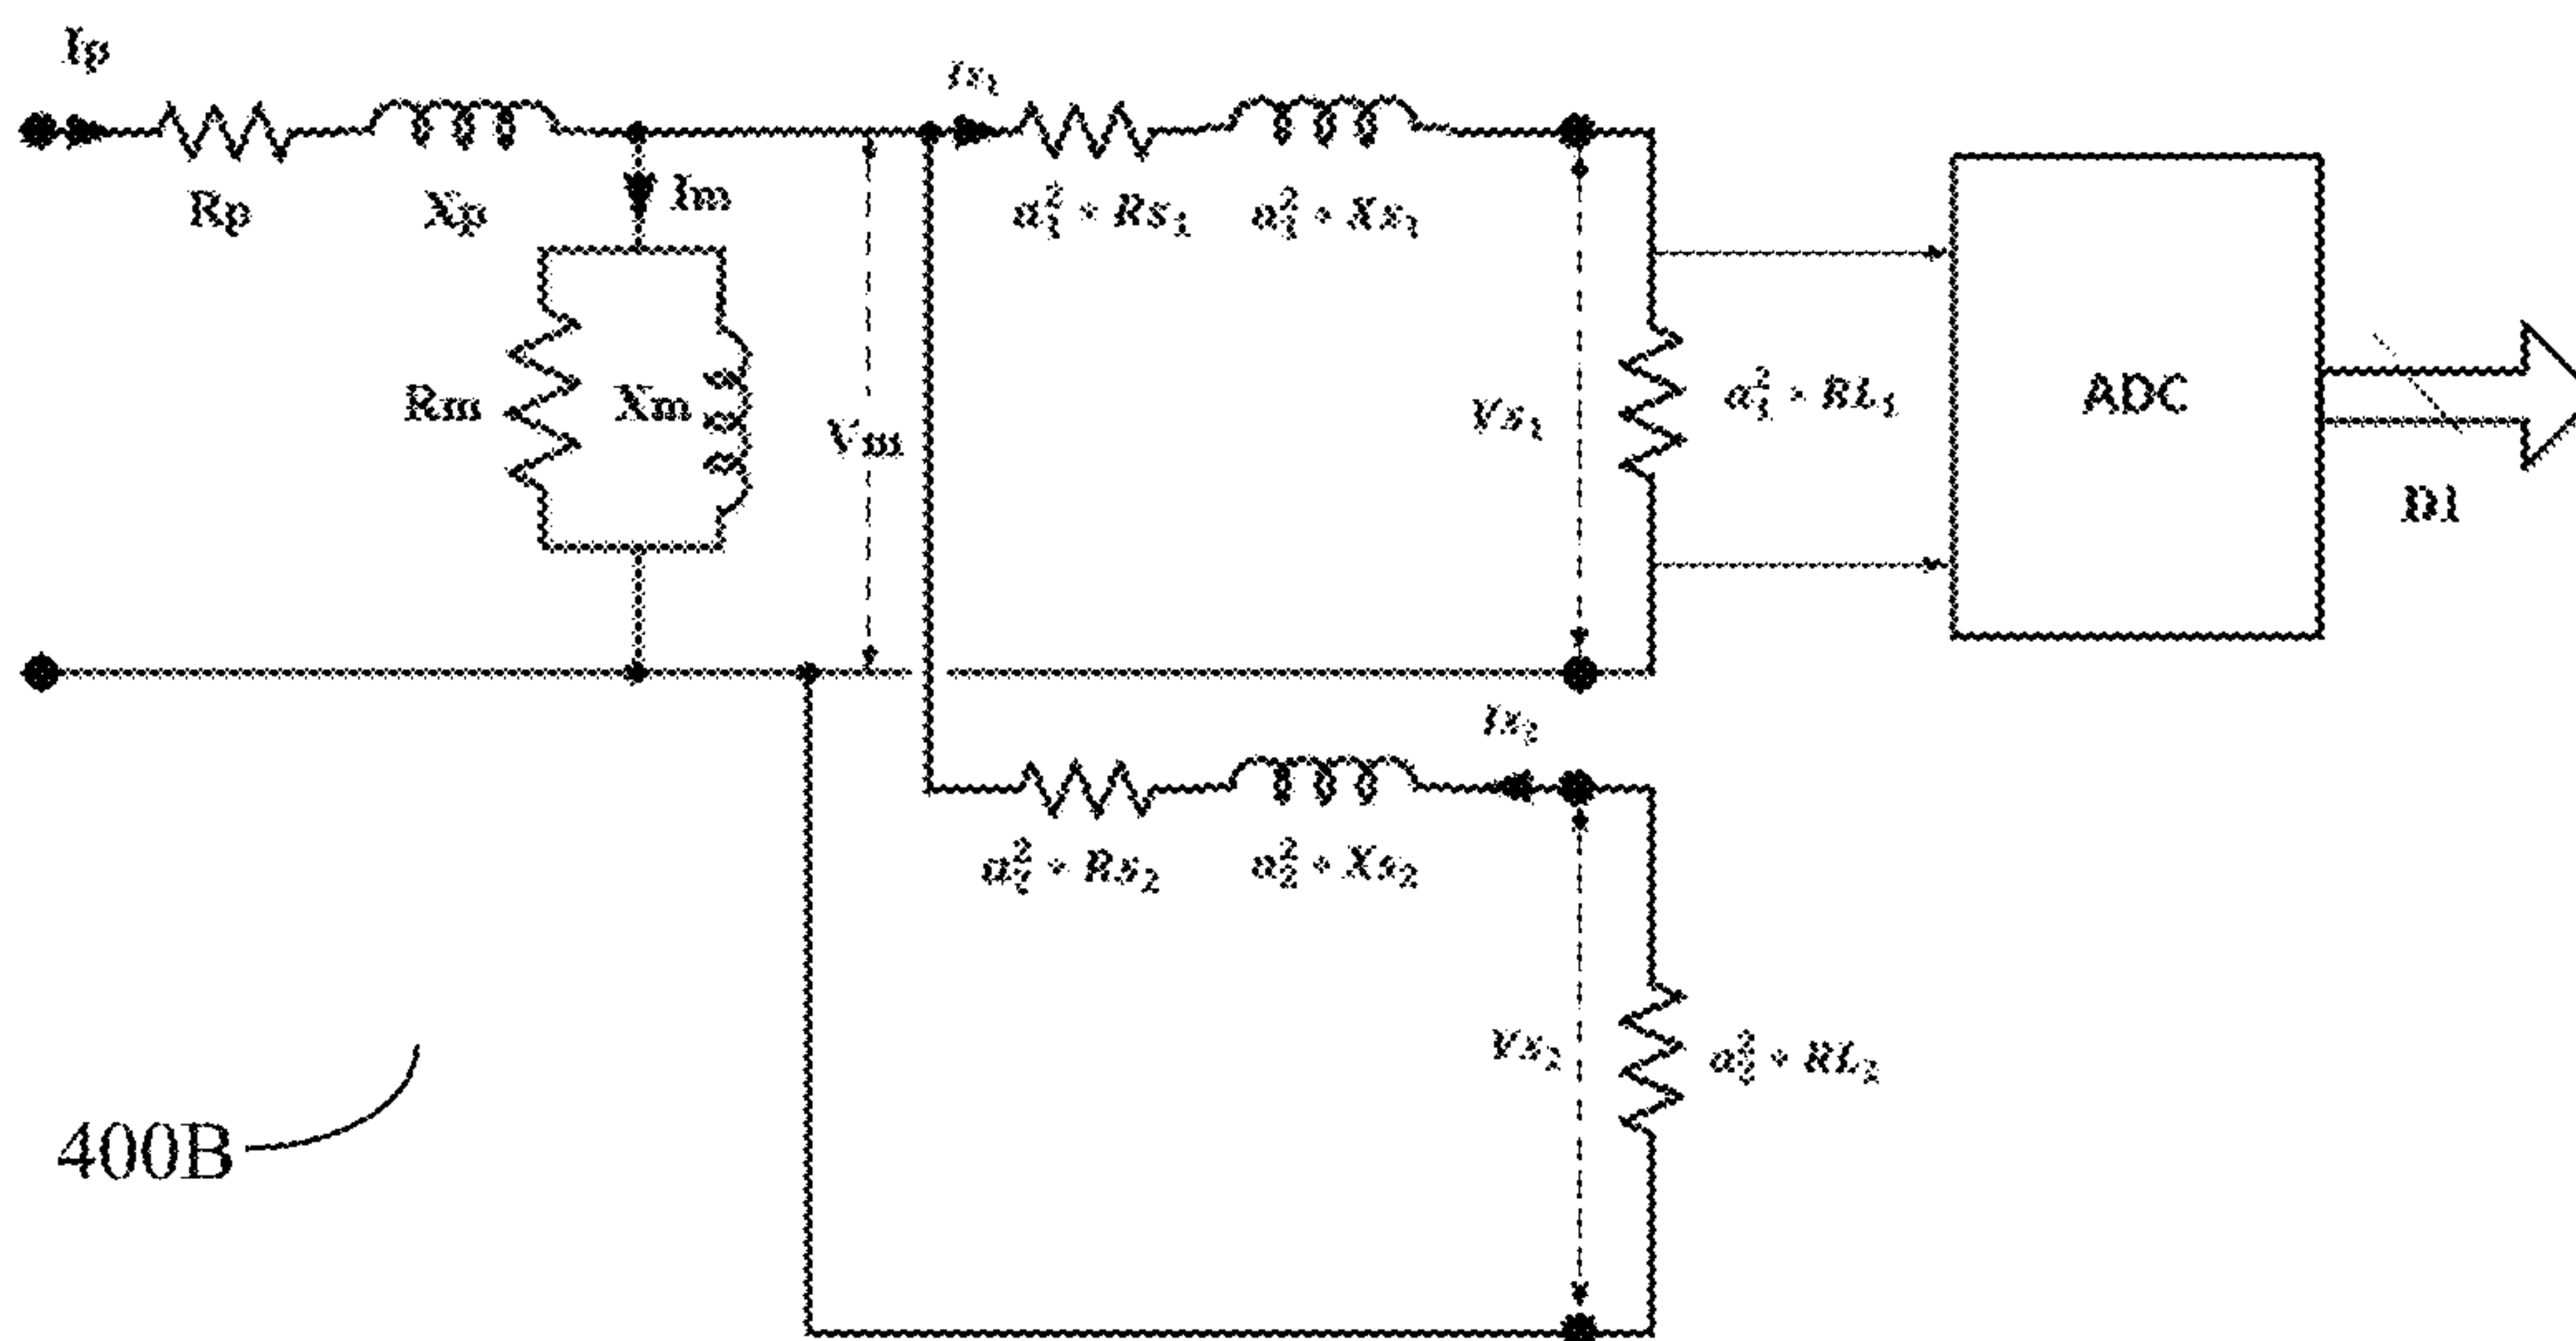 Ip
Is₁
Rp
Xp
Im
a₁² * Rs₁
a₁² * Xs₁
Rm
Xm
Vm
Vs₁
a₁² * RL₁
ADC
D1
Is₂
a₂² * Rs₂
a₂² * Xs₂
Vs₂
a₂² * RL₂
400B